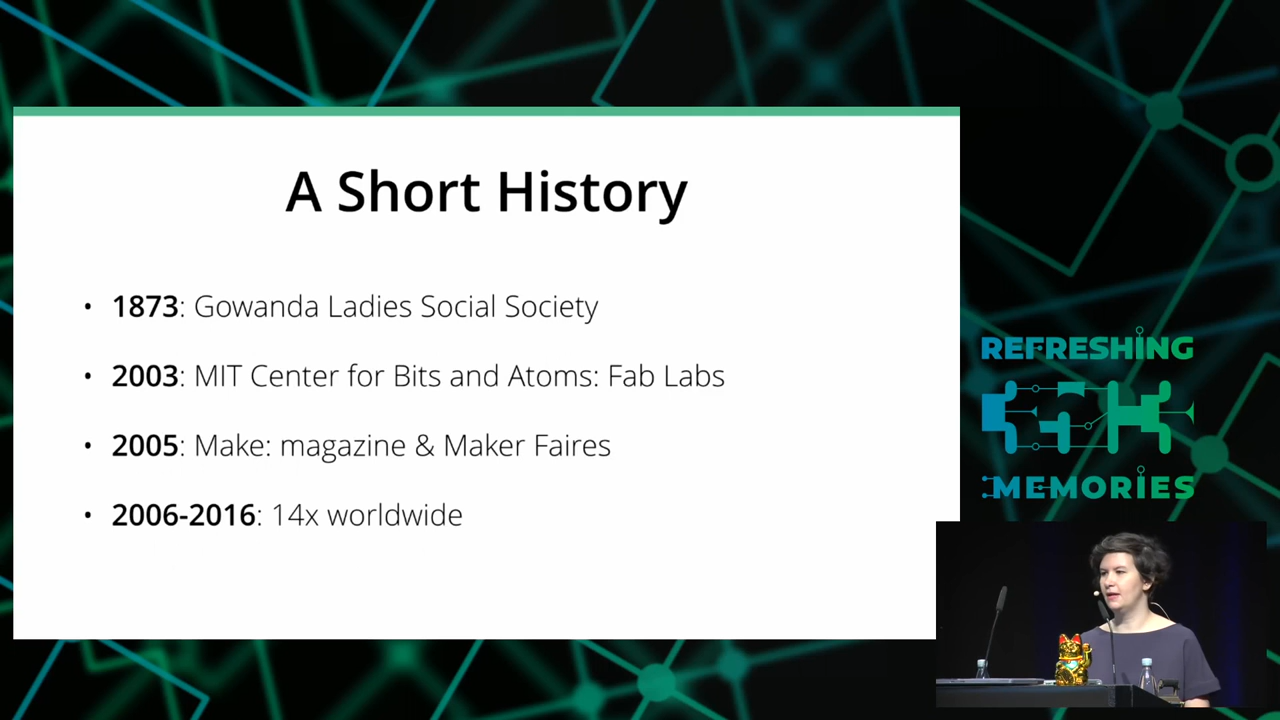 A Short History
• 1873: Gowanda Ladies Social Society
• 2003: MIT Center for Bits and Atoms: Fab Labs
• 2005: Make: magazine & Maker Faires
• 2006-2016: 14x worldwide
REFRESHING
MEMORIES